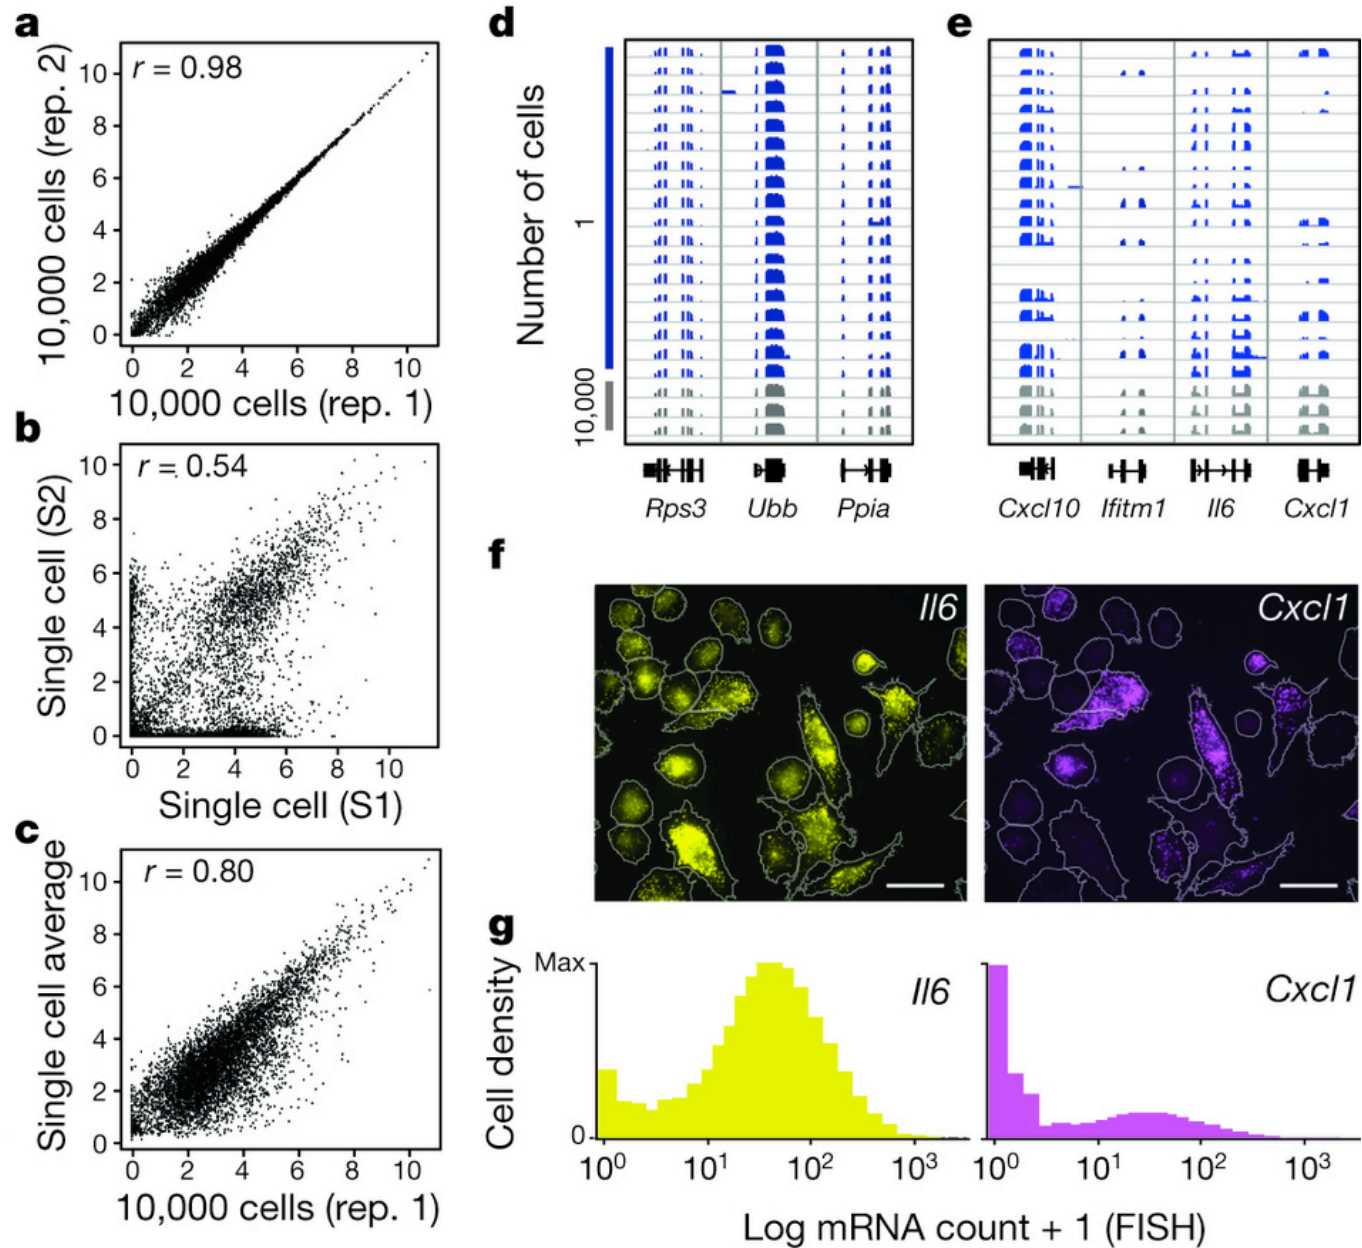 a
r = 0.98
10,000 cells (rep. 2)
10
8
6
4
2
0
0 2 4 6 8 10
10,000 cells (rep. 1)
b
r = 0.54
Single cell (S2)
10
8
6
4
2
0
0 2 4 6 8 10
Single cell (S1)
c
r = 0.80
Single cell average
10
8
6
4
2
0
0 2 4 6 8 10
10,000 cells (rep. 1)
d
Number of cells
1
10,000
Rps3 Ubb Ppia
e
Cxcl10 Ifitm1 Il6 Cxcl1
f
Il6
Cxcl1
g
Cell density
Max
0
Il6
Cxcl1
10⁰ 10¹ 10² 10³
10⁰ 10¹ 10² 10³
Log mRNA count + 1 (FISH)